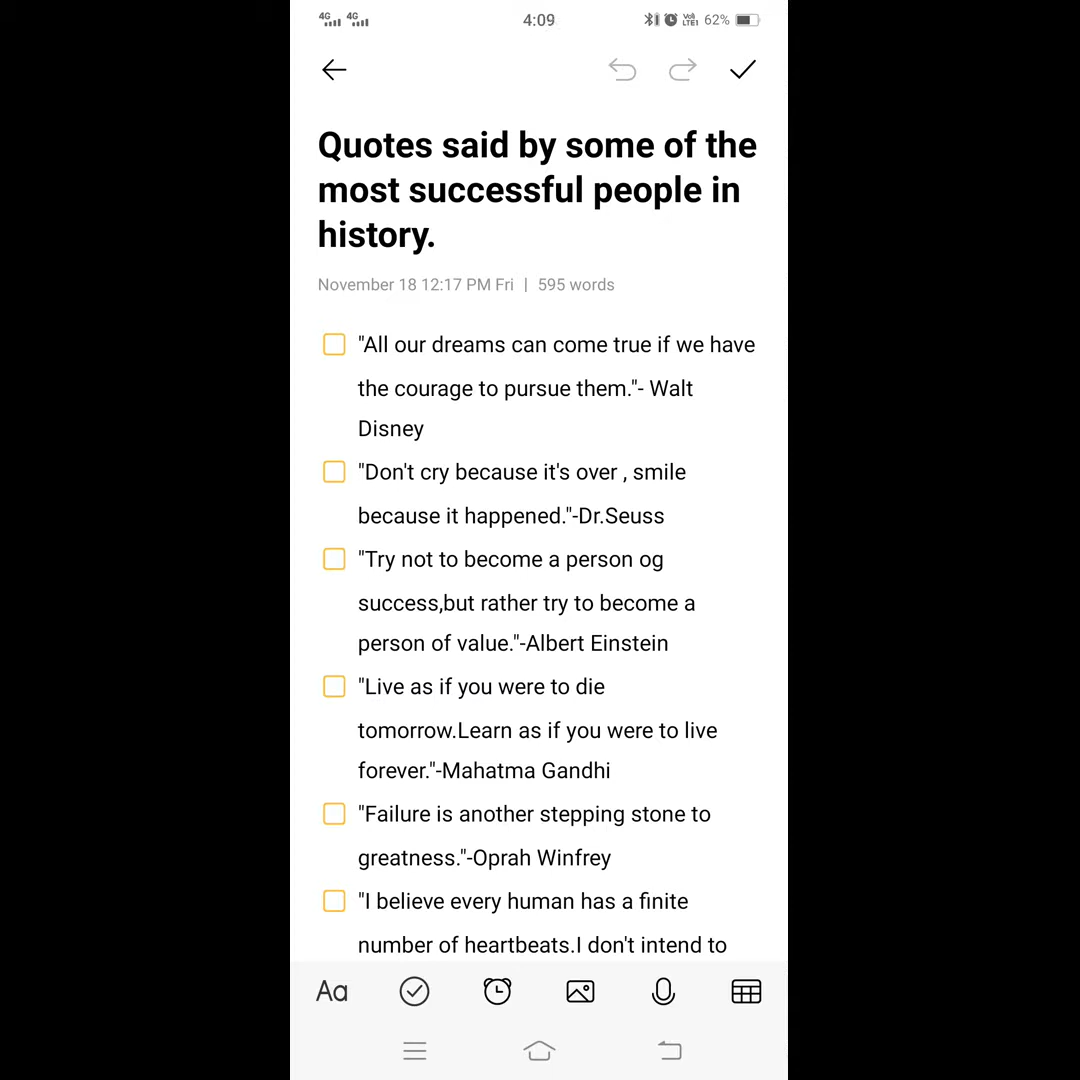 4G 4G 4:09 Vo) LTE1 62%
Quotes said by some of the
most successful people in
history.
November 18 12:17 PM Fri | 595 words
"All our dreams can come true if we have
the courage to pursue them."- Walt
Disney
"Don't cry because it's over , smile
because it happened."-Dr.Seuss
"Try not to become a person og
success,but rather try to become a
person of value."-Albert Einstein
"Live as if you were to die
tomorrow.Learn as if you were to live
forever."-Mahatma Gandhi
"Failure is another stepping stone to
greatness."-Oprah Winfrey
"I believe every human has a finite
number of heartbeats.I don't intend to
Aa